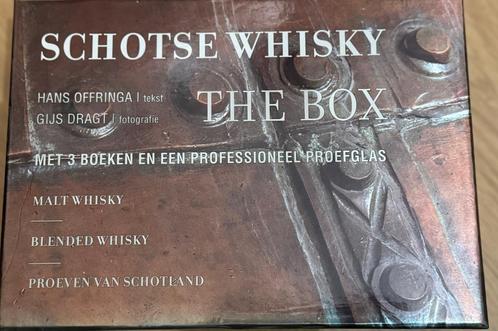 SCHOTSE WHISKY
THE BOX
HANS OFFRINGA | tekst
GIJS DRAGT | fotografie
MET 3 BOEKEN EN EEN PROFESSIONEEL PROEFGLAS
MALT WHISKY
BLENDED WHISKY
PROEVEN VAN SCHOTLAND